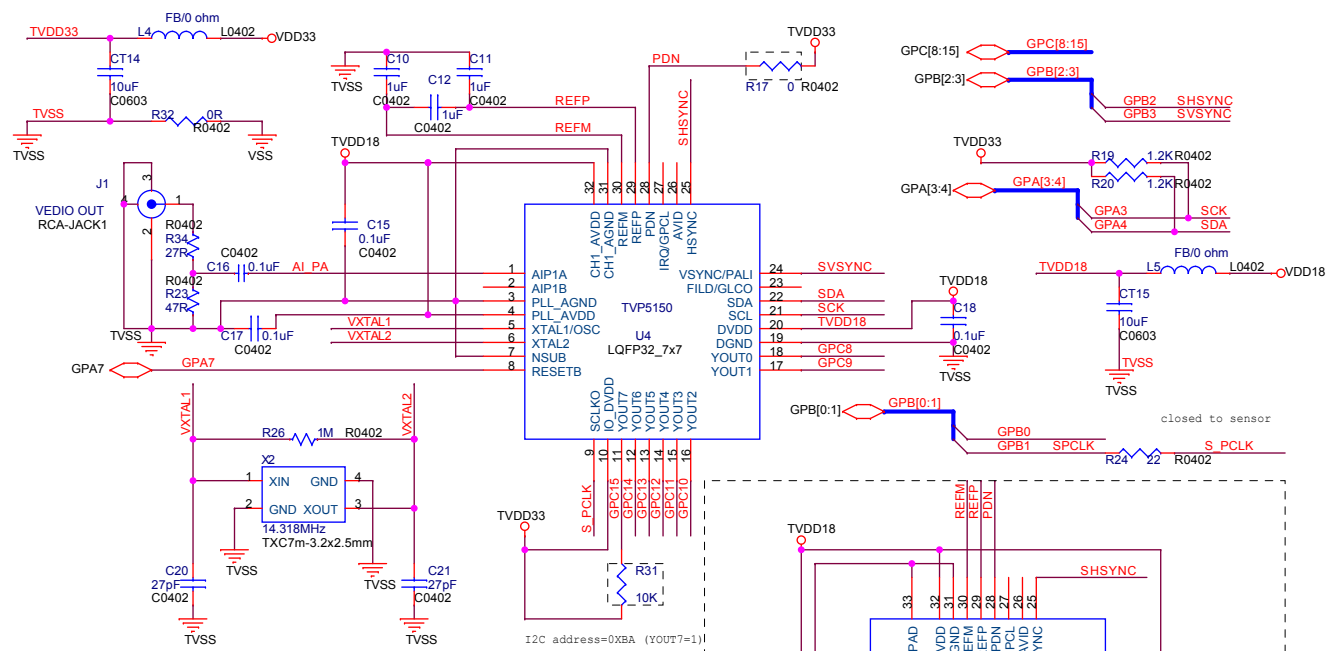 TVDD33
L4
FB/0 ohm
L0402
VDD33
CT14
10uF
C0603
TVSS
R32
0R
R0402
TVSS
VSS
TVSS
C10
1uF
C0402
C11
1uF
C0402
C12
1uF
C0402
REFP
REFM
PDN
TVDD33
R17 0 R0402
SHSYNC
GPC[8:15]
GPC[8:15]
GPB[2:3]
GPB[2:3]
GPB2 SHSYNC
GPB3 SVSYNC
TVDD33
R19 1.2K R0402
R20 1.2K R0402
GPA[3:4]
GPA[3:4]
GPA3 SCK
GPA4 SDA
J1
VEDIO OUT
RCA-JACK1
3
4
1
2
R0402
R34
27R
R0402
R23
47R
TVSS
C0402
C16 0.1uF
AI_PA
C17 0.1uF
C0402
TVDD18
C15
0.1uF
C0402
VXTAL1
VXTAL2
GPA7
GPA7
32 31 30 29 28 27 26 25
CH1_AVDD
CH1_AGND
REFM
REFP
PDN
IRQ/GPCL
AVID
HSYNC
1 AIP1A
2 AIP1B
3 PLL_AGND
4 PLL_AVDD
5 XTAL1/OSC
6 XTAL2
7 NSUB
8 RESETB
TVP5150
U4
LQFP32_7x7
VSYNC/PALI 24
FILD/GLCO 23
SDA 22
SCL 21
DVDD 20
DGND 19
YOUT0 18
YOUT1 17
SCLKO
IO_DVDD
YOUT7
YOUT6
YOUT5
YOUT4
YOUT3
YOUT2
9 10 11 12 13 14 15 16
S_PCLK
GPC15
GPC14
GPC13
GPC12
GPC11
GPC10
SVSYNC
SDA
SCK
TVDD18
GPC8
GPC9
TVDD18
C18
0.1uF
C0402
TVSS
TVDD18
L5
FB/0 ohm
L0402
VDD18
CT15
10uF
C0603
TVSS
TVSS
GPB[0:1]
GPB[0:1]
GPB0
GPB1 SPCLK
closed to sensor
R24 22 R0402
S_PCLK
VXTAL1
VXTAL2
R26 1M R0402
X2
1 XIN GND 4
2 GND XOUT 3
14.318MHz
TXC7m-3.2x2.5mm
TVSS
TVSS
C20
27pF
C0402
TVSS
C21
27pF
C0402
TVSS
TVDD33
R31
10K
I2C address=0XBA (YOUT7=1)
TVDD18
REFM
REFP
PDN
SHSYNC
33 32 31 30 29 28 27 26 25